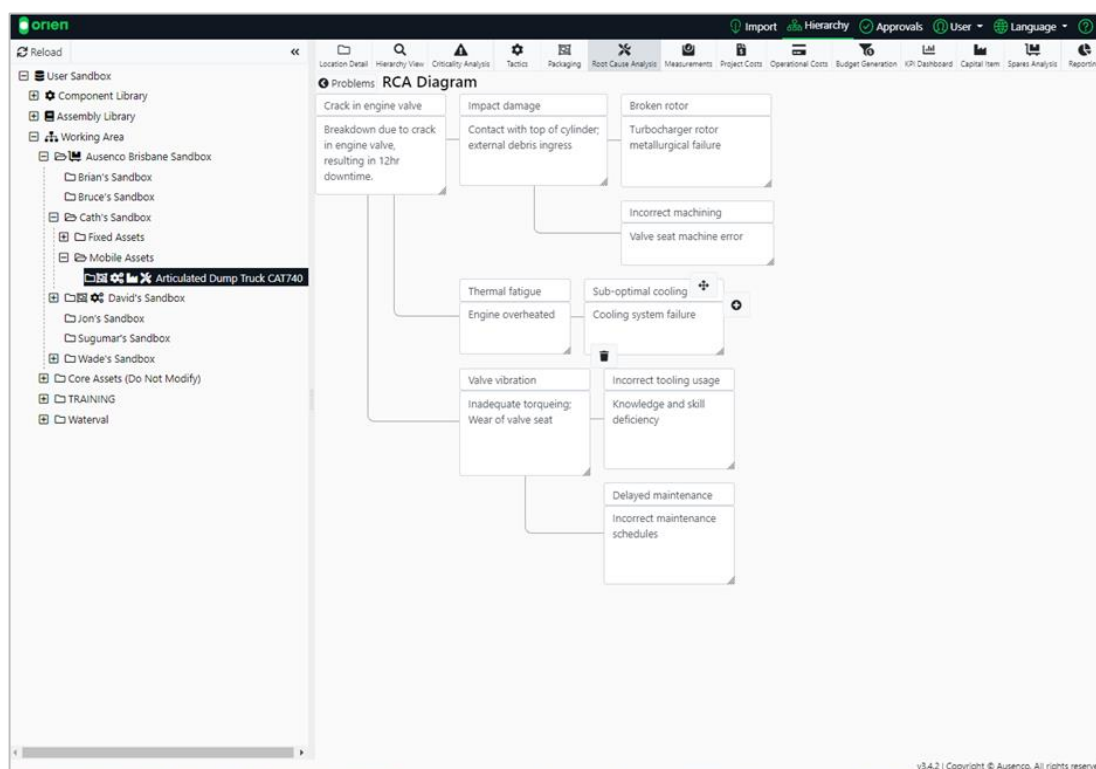 orien
Import Hierarchy Approvals User Language
Reload «
Location Detail Hierarchy View Criticality Analysis Tactics Packaging Root Cause Analysis Measurements Project Costs Operational Costs Budget Generation KPI Dashboard Capital Item Spares Analysis Reportin
User Sandbox
Component Library
Assembly Library
Working Area
Ausenco Brisbane Sandbox
Brian's Sandbox
Bruce's Sandbox
Cath's Sandbox
Fixed Assets
Mobile Assets
Articulated Dump Truck CAT740
David's Sandbox
Jon's Sandbox
Sugumar's Sandbox
Wade's Sandbox
Core Assets (Do Not Modify)
TRAINING
Waterval
Problems RCA Diagram
Crack in engine valve
Breakdown due to crack
in engine valve,
resulting in 12hr
downtime.
Impact damage
Contact with top of cylinder;
external debris ingress
Broken rotor
Turbocharger rotor
metallurgical failure
Incorrect machining
Valve seat machine error
Thermal fatigue
Engine overheated
Sub-optimal cooling
Cooling system failure
Valve vibration
Inadequate torqueing;
Wear of valve seat
Incorrect tooling usage
Knowledge and skill
deficiency
Delayed maintenance
Incorrect maintenance
schedules
v3.4.2 | Copyright © Ausenco. All rights reserve